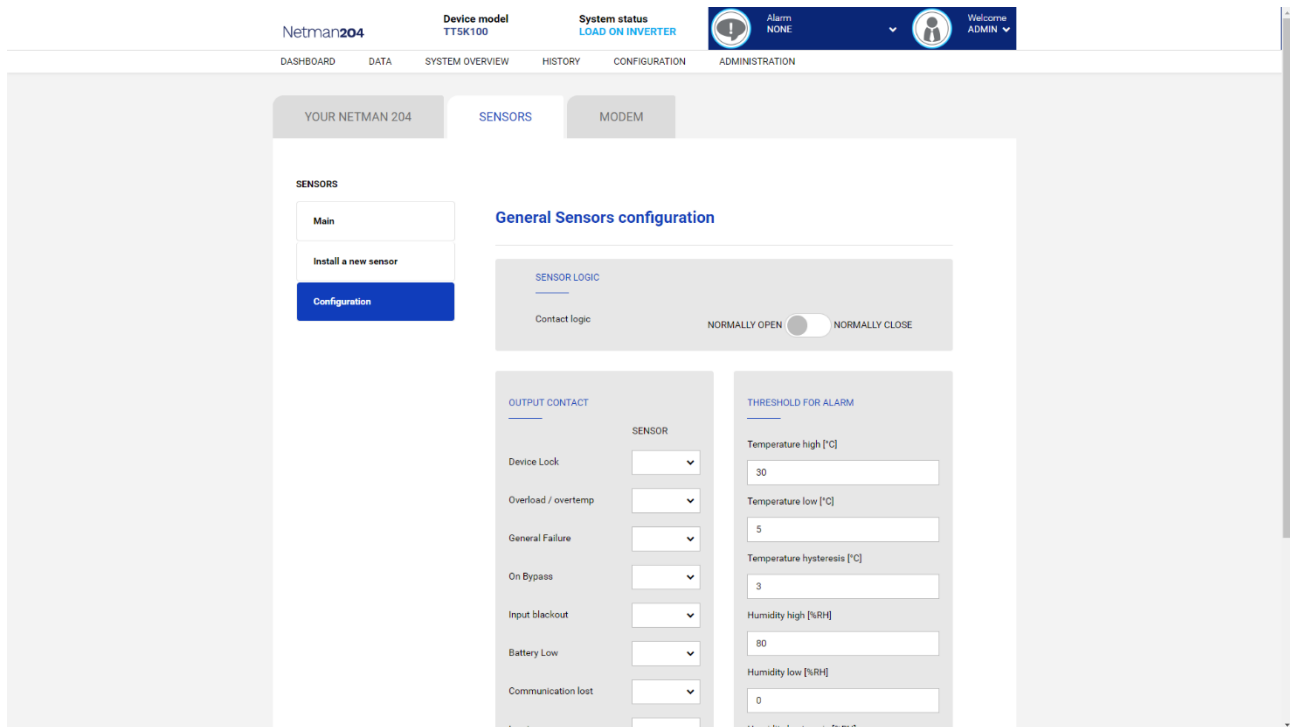 Netman204
Device model
TT5K100
System status
LOAD ON INVERTER
Alarm
NONE
Welcome
ADMIN
DASHBOARD DATA SYSTEM OVERVIEW HISTORY CONFIGURATION ADMINISTRATION
YOUR NETMAN 204 SENSORS MODEM
SENSORS
Main
Install a new sensor
Configuration
General Sensors configuration
SENSOR LOGIC
Contact logic
NORMALLY OPEN NORMALLY CLOSE
OUTPUT CONTACT
SENSOR
Device Lock
Overload / overtemp
General Failure
On Bypass
Input blackout
Battery Low
Communication lost
THRESHOLD FOR ALARM
Temperature high [°C]
30
Temperature low [°C]
5
Temperature hysteresis [°C]
3
Humidity high [%RH]
80
Humidity low [%RH]
0